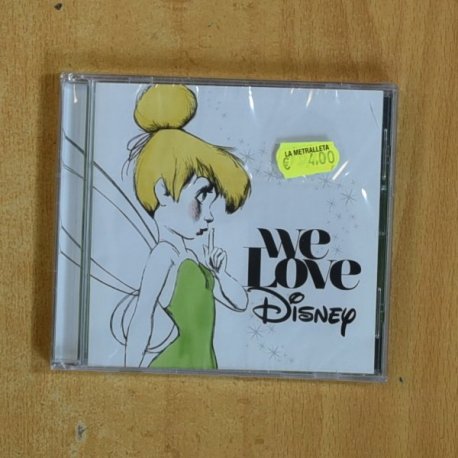 LA METRALLETA
€ 4.00
We
Love
Disney